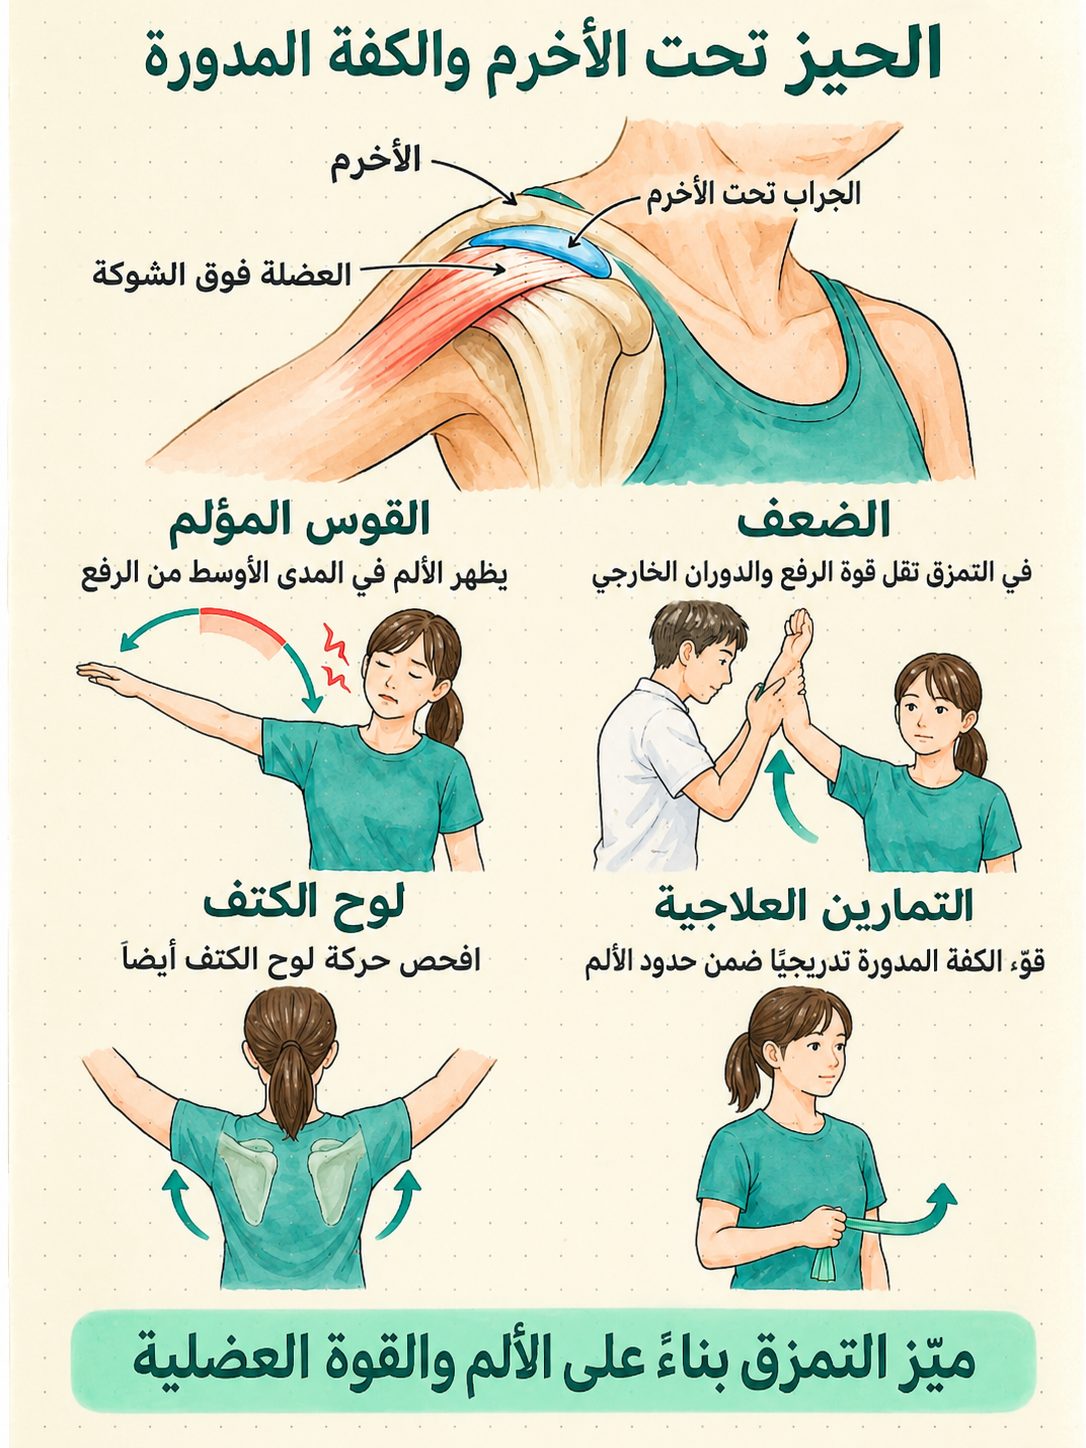 الحيز تحت الأخرم والكفة المدورة
الأخرم
الجراب تحت الأخرم
العضلة فوق الشوكة
الضعف
في التمزق تقل قوة الرفع والدوران الخارجي
القوس المؤلم
يظهر الألم في المدى الأوسط من الرفع
التمارين العلاجية
قوّء الكفة المدورة تدريجيًا ضمن حدود الألم
لوح الكتف
افحص حركة لوح الكتف أيضاَ
ميّز التمزق بناءً على الألم والقوة العضلية